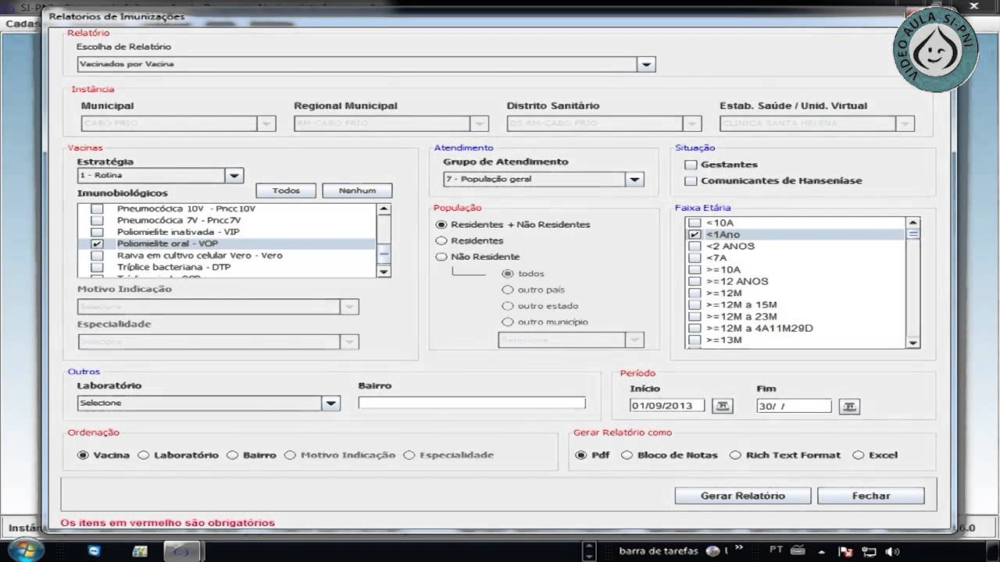 SI-PN
Relatorios de Imunizações
Cadas
VIDEO AULA SI-PNI
Relatório
Escolha de Relatório
Vacinados por Vacina
Instância
Municipal Regional Municipal Distrito Sanitário Estab. Saúde / Unid. Virtual
CABO FRIO RM-CABO FRIO DS RM-CABO FRIO CLINICA SANTA HELENA
Vacinas Atendimento Situação
Estratégia Grupo de Atendimento Gestantes
1 - Rotina 7 - População geral Comunicantes de Hanseníase
Imunobiológicos Todos Nenhum
População Faixa Etária
Pneumocócica 10V - Pncc10V
Pneumocócica 7V - Pncc7V
Poliomielite inativada - VIP
Poliomielite oral - VOP
Raiva em cultivo celular Vero - Vero
Tríplice bacteriana - DTP
Residentes + Não Residentes
Residentes
Não Residente
todos
outro país
outro estado
outro município
Selecione
<10A
<1Ano
<2 ANOS
<7A
>=10A
>=12 ANOS
>=12M
>=12M a 15M
>=12M a 23M
>=12M a 4A11M29D
>=13M
Motivo Indicação
Selecione
Especialidade
Selecione
Outros Período
Laboratório Bairro Início Fim
Selecione 01/09/2013 30/ /
Ordenação Gerar Relatório como
Vacina Laboratório Bairro Motivo Indicação Especialidade Pdf Bloco de Notas Rich Text Format Excel
Gerar Relatório Fechar
Os itens em vermelho são obrigatórios
Instân 6.0
barra de tarefas L » PT